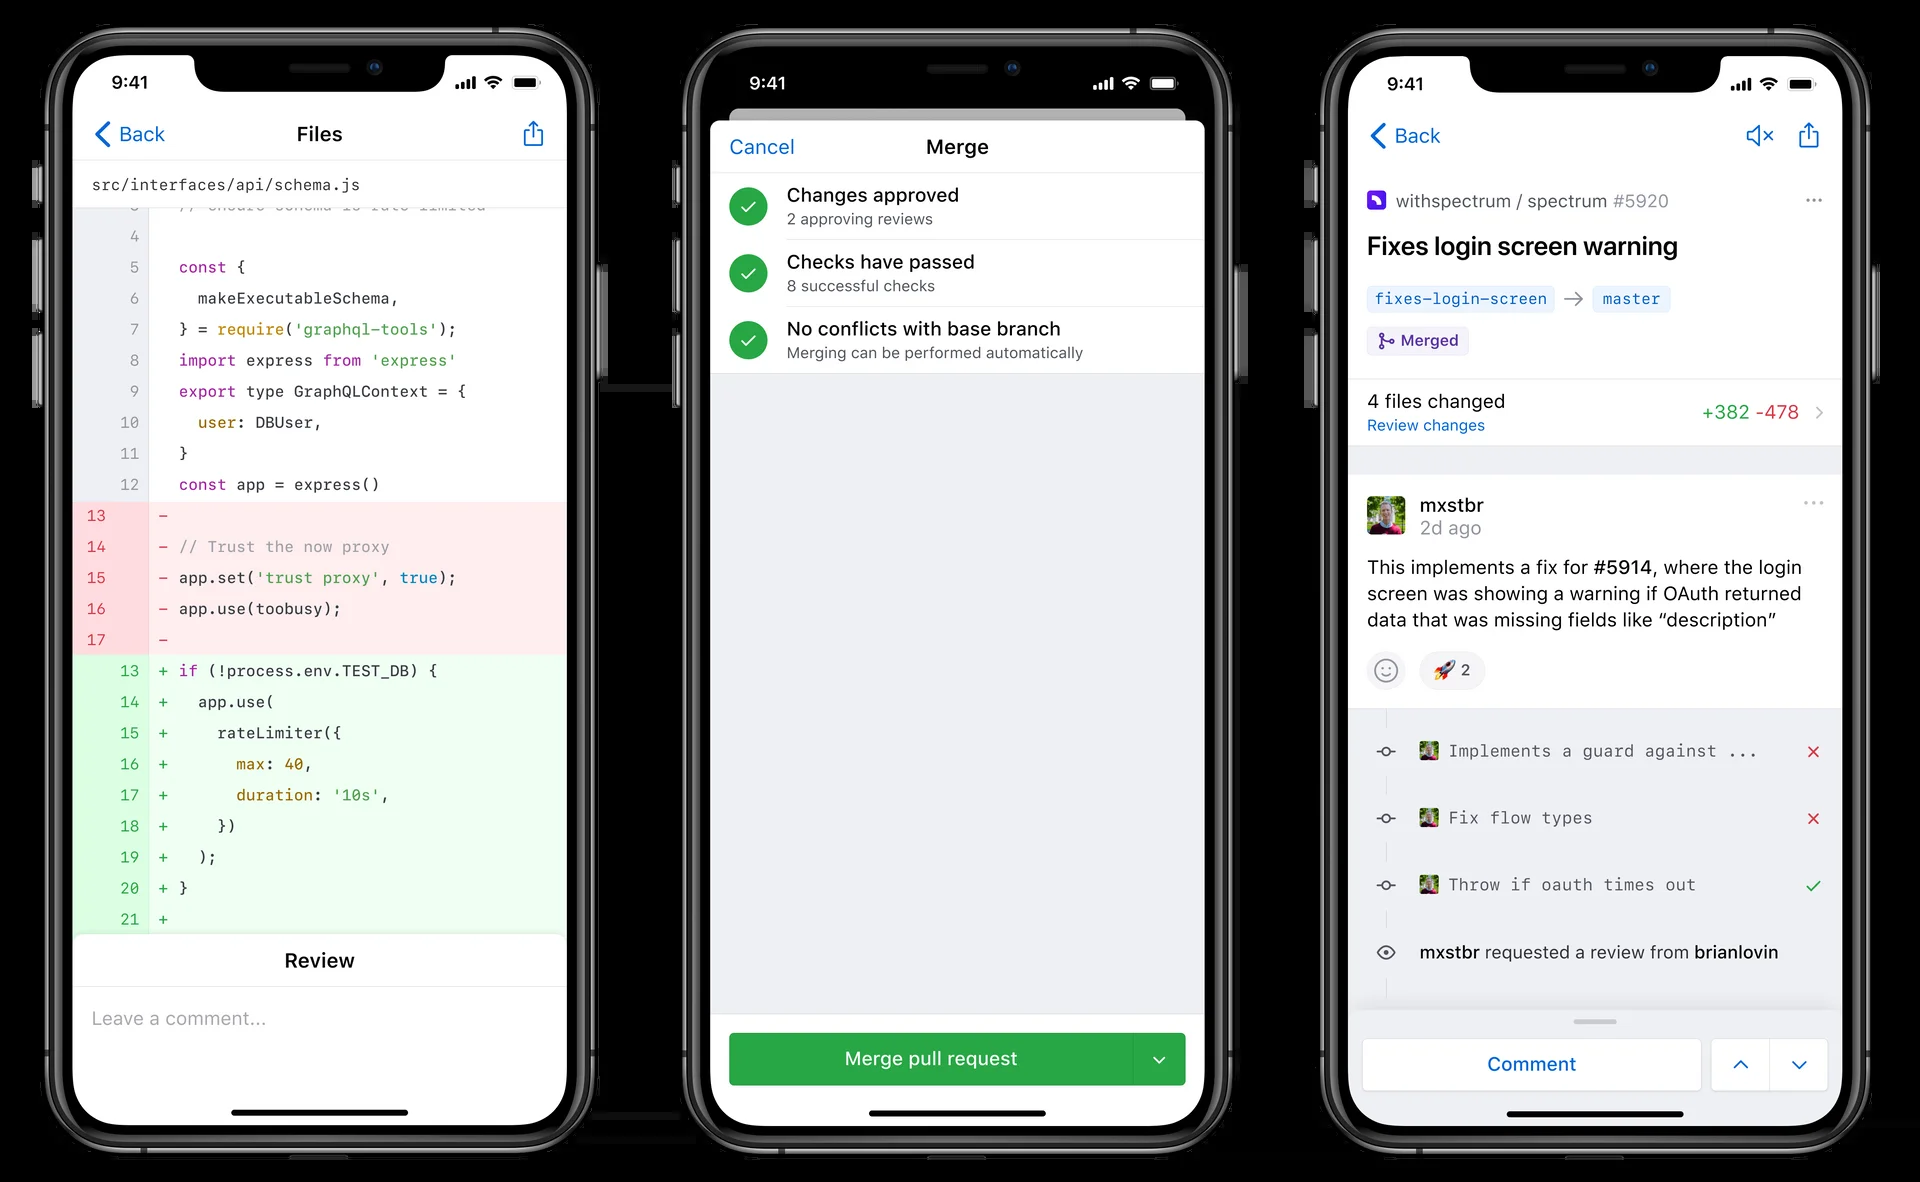 9:41
Back
Files
src/interfaces/api/schema.js
4
5 const {
6 makeExecutableSchema,
7 } = require('graphql-tools');
8 import express from 'express'
9 export type GraphQLContext = {
10 user: DBUser,
11 }
12 const app = express()
13 -
14 - // Trust the now proxy
15 - app.set('trust proxy', true);
16 - app.use(toobusy);
17 -
13 + if (!process.env.TEST_DB) {
14 + app.use(
15 + rateLimiter({
16 + max: 40,
17 + duration: '10s',
18 + })
19 + );
20 + }
21 +
Review
Leave a comment...
9:41
Cancel
Merge
Changes approved
2 approving reviews
Checks have passed
8 successful checks
No conflicts with base branch
Merging can be performed automatically
Merge pull request
9:41
Back
withspectrum / spectrum #5920
Fixes login screen warning
fixes-login-screen → master
Merged
4 files changed
+382 -478
Review changes
mxstbr
2d ago
This implements a fix for #5914, where the login
screen was showing a warning if OAuth returned
data that was missing fields like “description”
🚀 2
Implements a guard against ...
Fix flow types
Throw if oauth times out
mxstbr requested a review from brianlovin
Comment